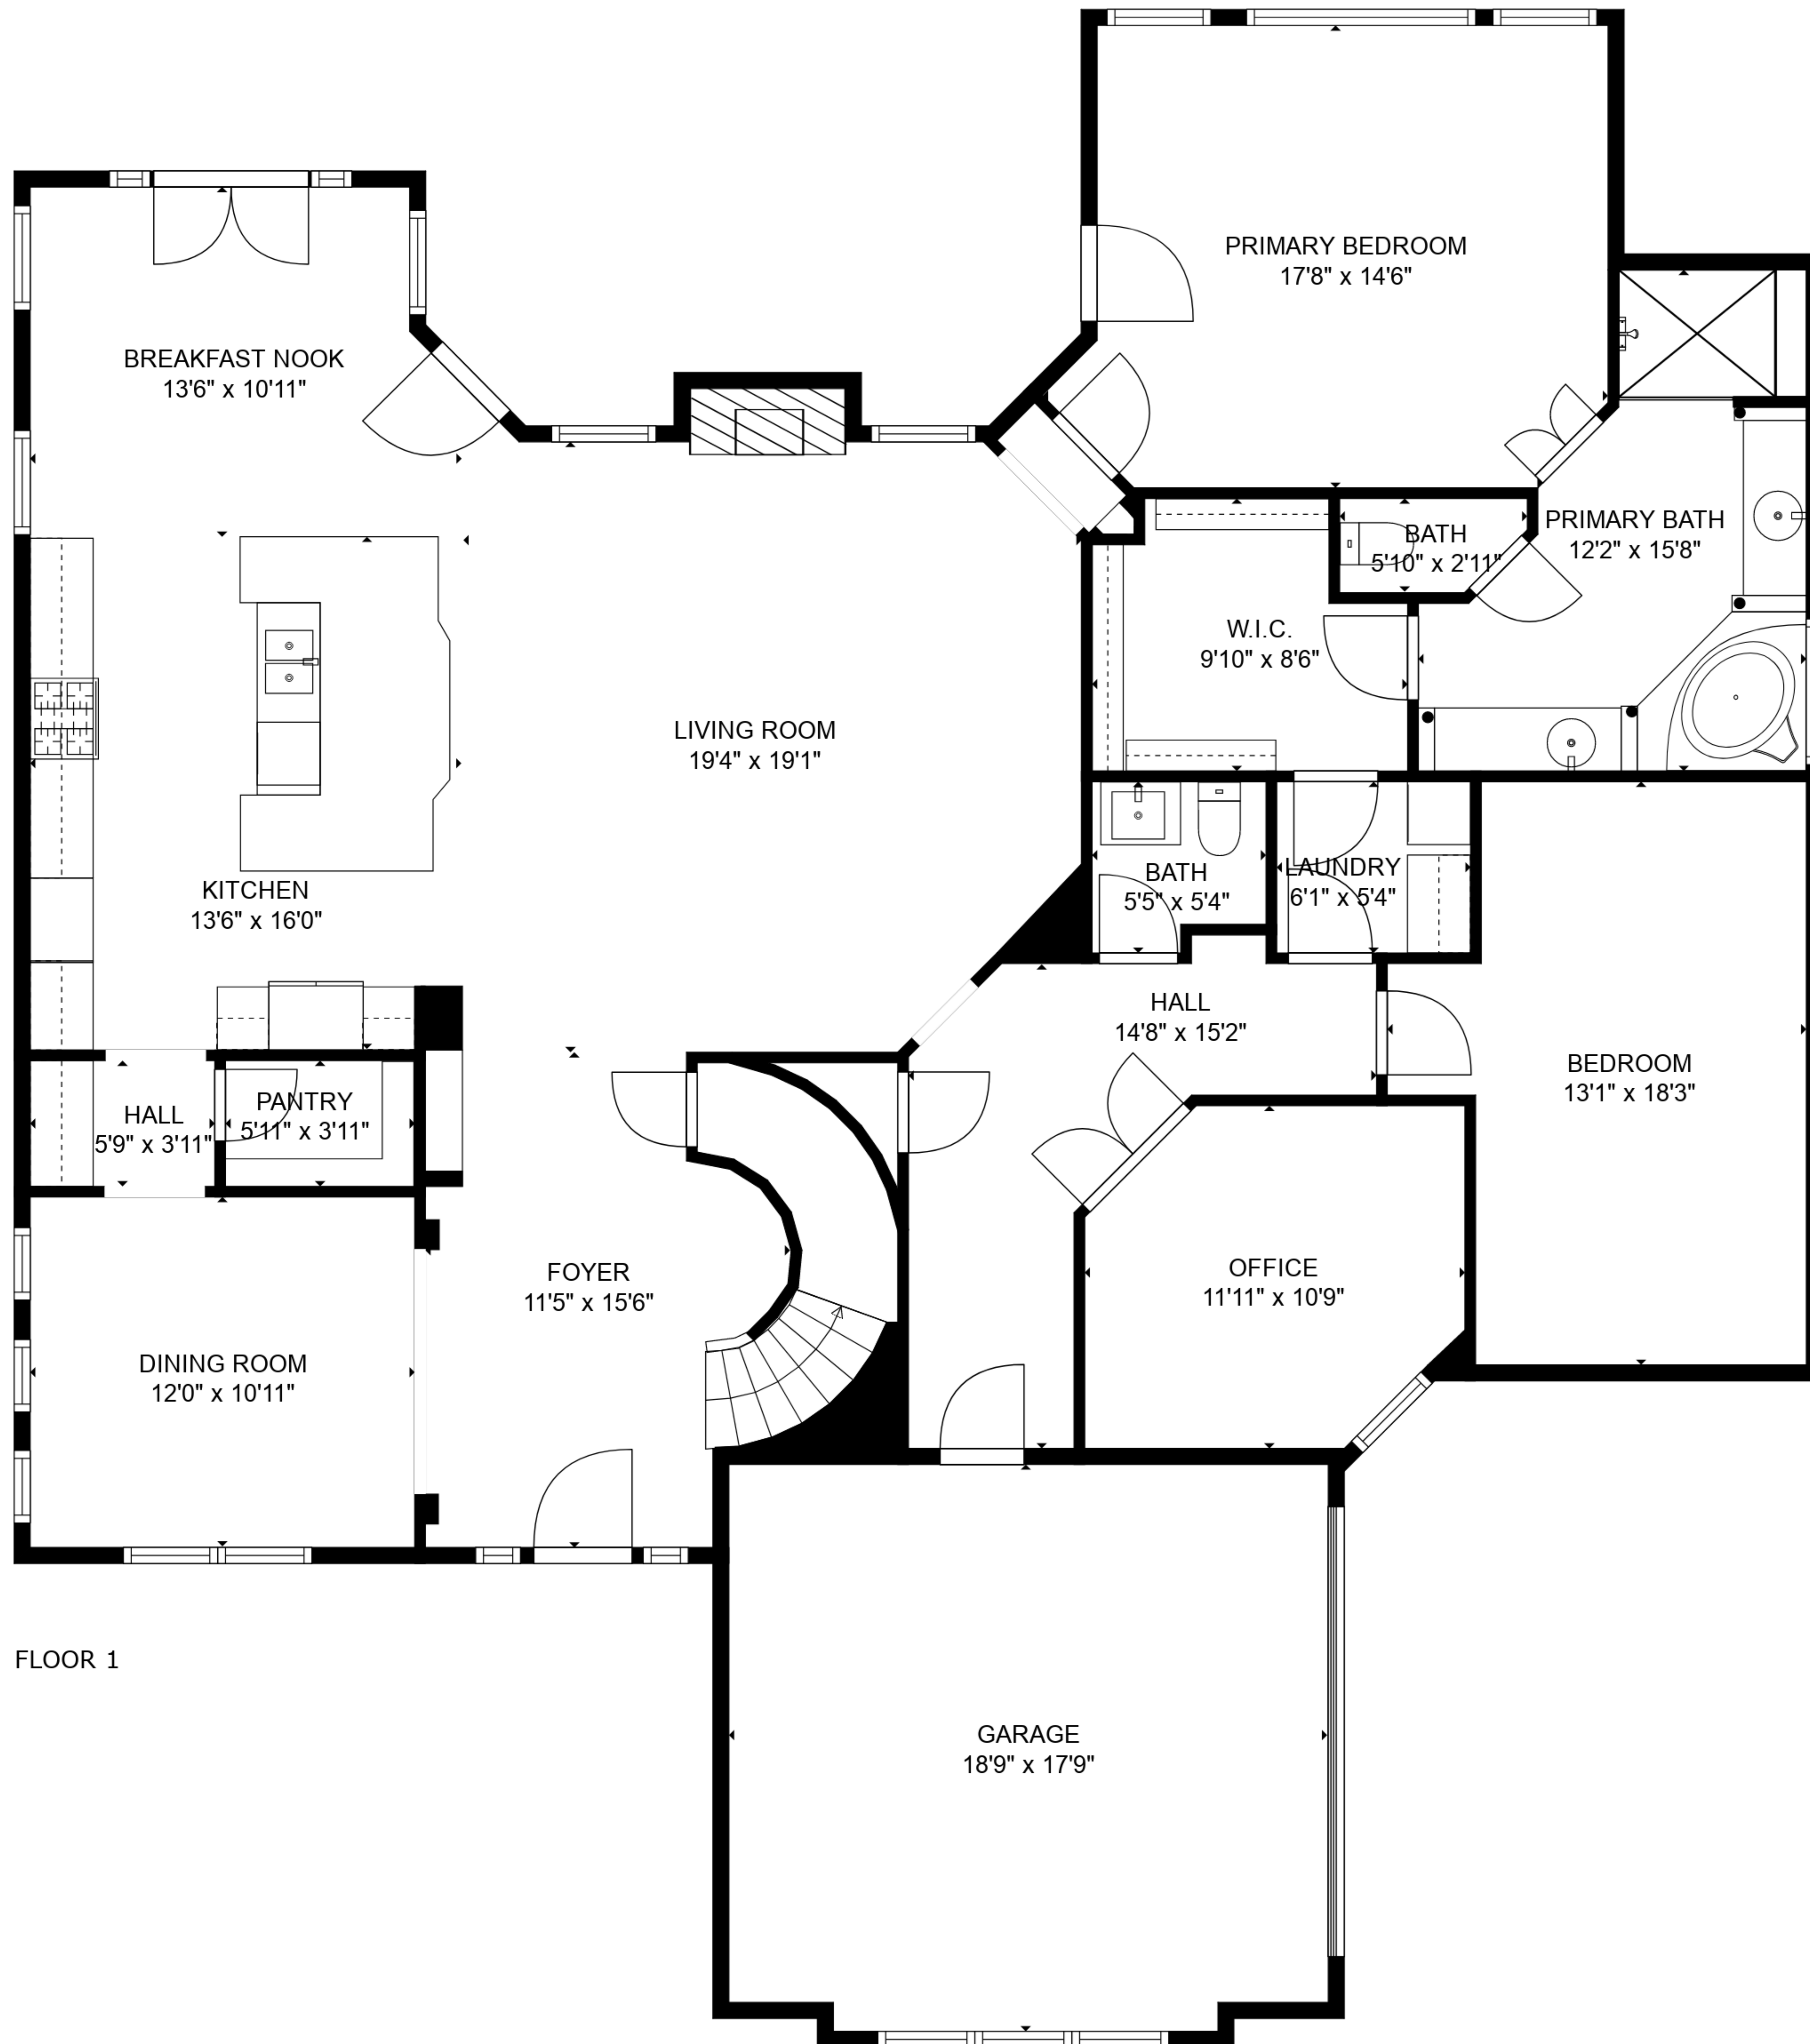 PRIMARY BEDROOM
17'8" x 14'6"
BREAKFAST NOOK
13'6" x 10'11"
PRIMARY BATH
12'2" x 15'8"
BATH
5'10" x 2'11"
W.I.C.
9'10" x 8'6"
LIVING ROOM
19'4" x 19'1"
KITCHEN
13'6" x 16'0"
BATH
5'5" x 5'4"
LAUNDRY
6'1" x 5'4"
HALL
14'8" x 15'2"
BEDROOM
13'1" x 18'3"
HALL
5'9" x 3'11"
PANTRY
5'11" x 3'11"
FOYER
11'5" x 15'6"
OFFICE
11'11" x 10'9"
DINING ROOM
12'0" x 10'11"
FLOOR 1
GARAGE
18'9" x 17'9"